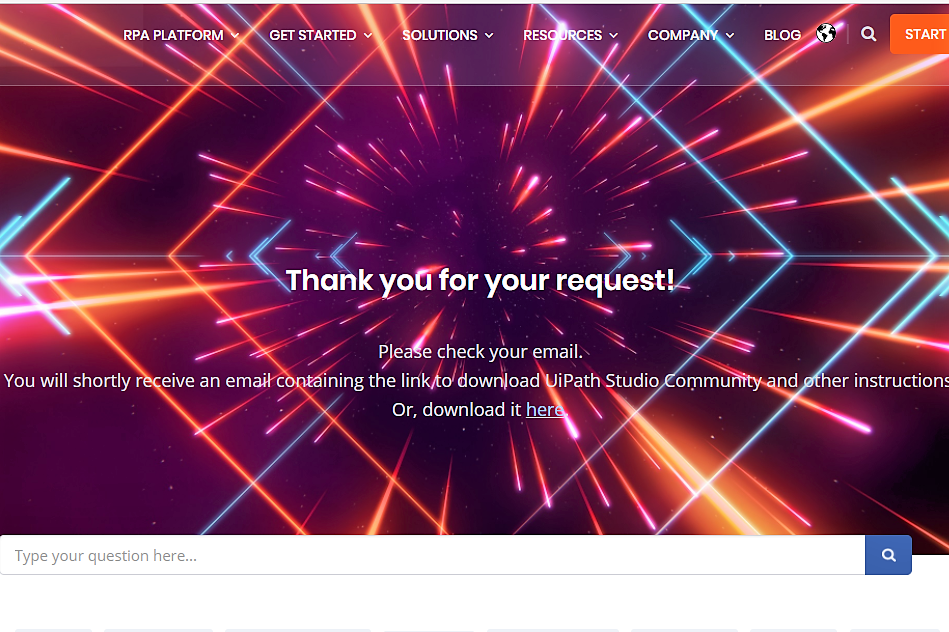 RPA PLATFORM GET STARTED SOLUTIONS RESOURCES COMPANY BLOG START
Thank you for your request!
Please check your email.
You will shortly receive an email containing the link to download UiPath Studio Community and other instructions
Or, download it here.
Type your question here...